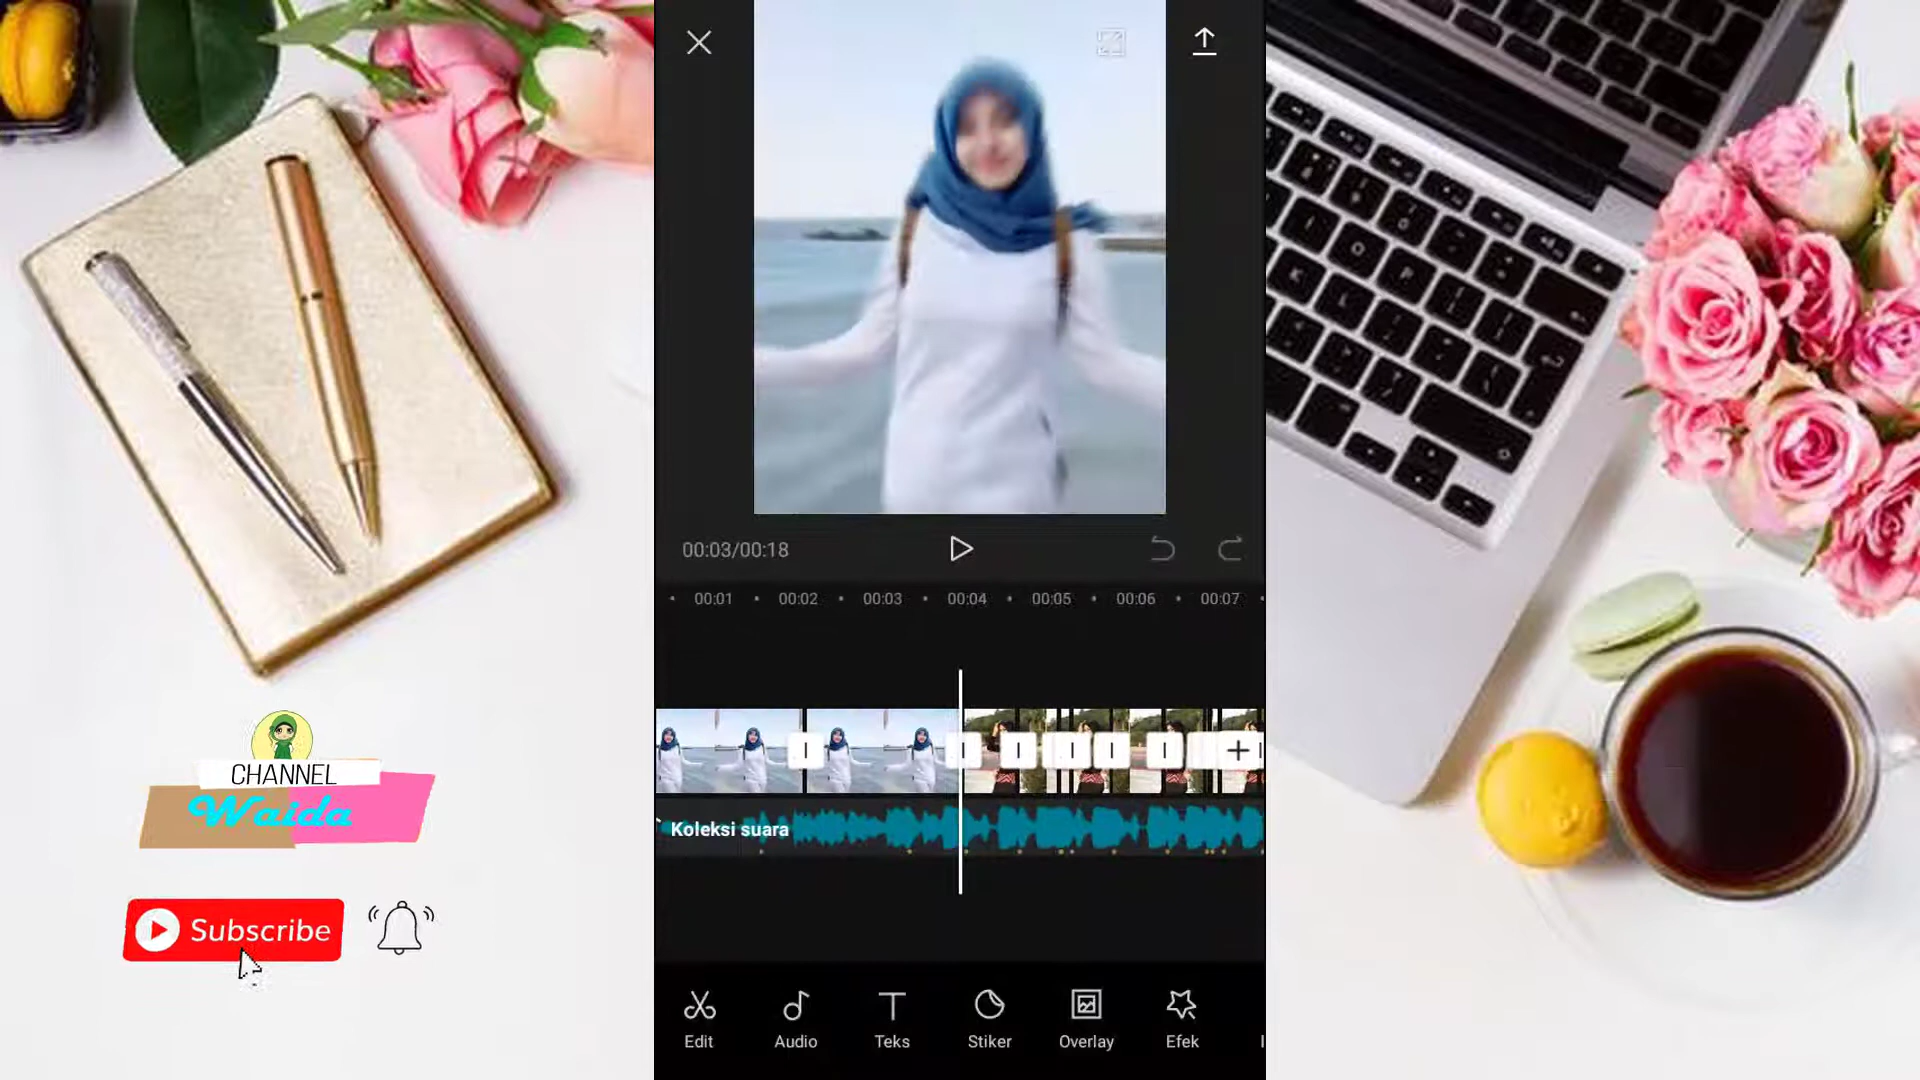 00:03/00:18
00:01 00:02 00:03 00:04 00:05 00:06 00:07
Koleksi suara
CHANNEL
Waida
Subscribe
Edit Audio Teks Stiker Overlay Efek